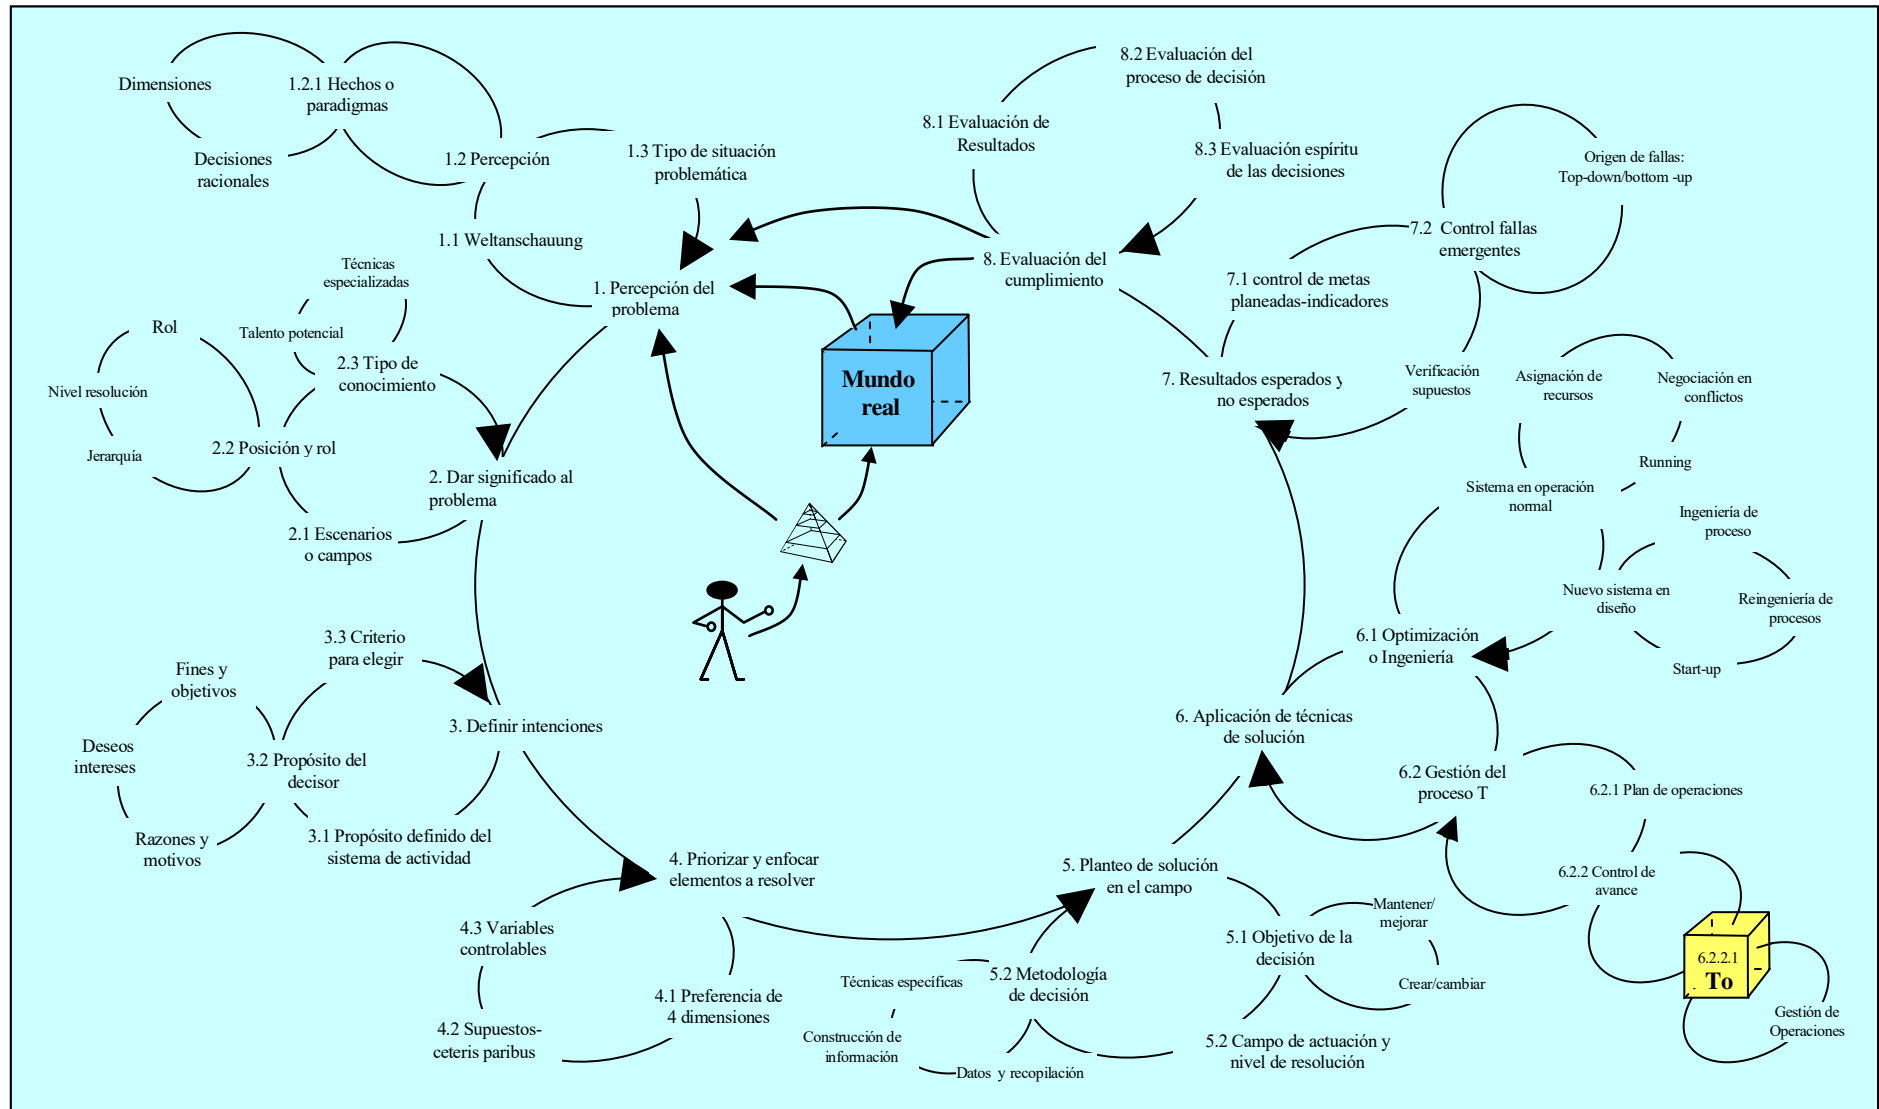 Dimensiones
1.2.1 Hechos o
paradigmas
Decisiones
racionales
1.2 Percepción
1.3 Tipo de situación
problemática
1.1 Weltanschauung
1. Percepción del
problema
Técnicas
especializadas
Talento potencial
2.3 Tipo de
conocimiento
Rol
Nivel resolución
Jerarquía
2.2 Posición y rol
2. Dar significado al
problema
2.1 Escenarios
o campos
3.3 Criterio
para elegir
Fines y
objetivos
Deseos
intereses
3.2 Propósito del
decisor
Razones y
motivos
3.1 Propósito definido del
sistema de actividad
3. Definir intenciones
4. Priorizar y enfocar
elementos a resolver
4.3 Variables
controlables
4.2 Supuestos-
ceteris paribus
4.1 Preferencia de
4 dimensiones
5. Planteo de solución
en el campo
Mantener/
mejorar
5.1 Objetivo de la
decisión
Crear/cambiar
5.2 Campo de actuación y
nivel de resolución
5.2 Metodología
de decisión
Técnicas específicas
Construcción de
información
Datos y recopilación
6. Aplicación de técnicas
de solución
6.1 Optimización
o Ingeniería
Sistema en operación
normal
Asignación de
recursos
Negociación en
conflictos
Running
Ingeniería de
proceso
Nuevo sistema en
diseño
Reingeniería de
procesos
Start-up
6.2 Gestión del
proceso T
6.2.1 Plan de operaciones
6.2.2 Control de
avance
6.2.2.1
To
Gestión de
Operaciones
7. Resultados esperados y
no esperados
7.1 control de metas
planeadas-indicadores
7.2 Control fallas
emergentes
Origen de fallas:
Top-down/bottom -up
Verificación
supuestos
8. Evaluación del
cumplimiento
8.1 Evaluación de
Resultados
8.2 Evaluación del
proceso de decisión
8.3 Evaluación espíritu
de las decisiones
Mundo
real